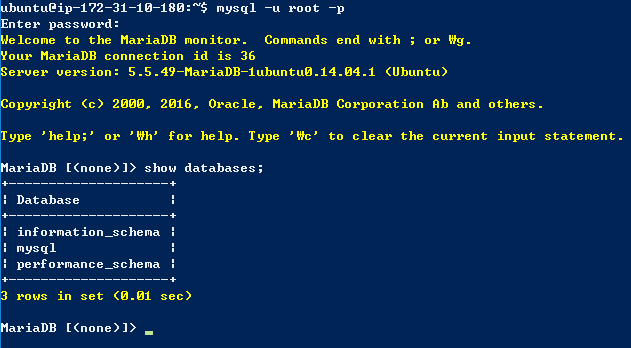 ubuntu@ip-172-31-10-180:~$ mysql -u root -p
Enter password:
Welcome to the MariaDB monitor.  Commands end with ; or ₩g.
Your MariaDB connection id is 36
Server version: 5.5.49-MariaDB-1ubuntu0.14.04.1 (Ubuntu)

Copyright (c) 2000, 2016, Oracle, MariaDB Corporation Ab and others.

Type 'help;' or '₩h' for help. Type '₩c' to clear the current input statement.

MariaDB [(none)]> show databases;
+--------------------+
| Database           |
+--------------------+
| information_schema |
| mysql              |
| performance_schema |
+--------------------+
3 rows in set (0.01 sec)

MariaDB [(none)]> _